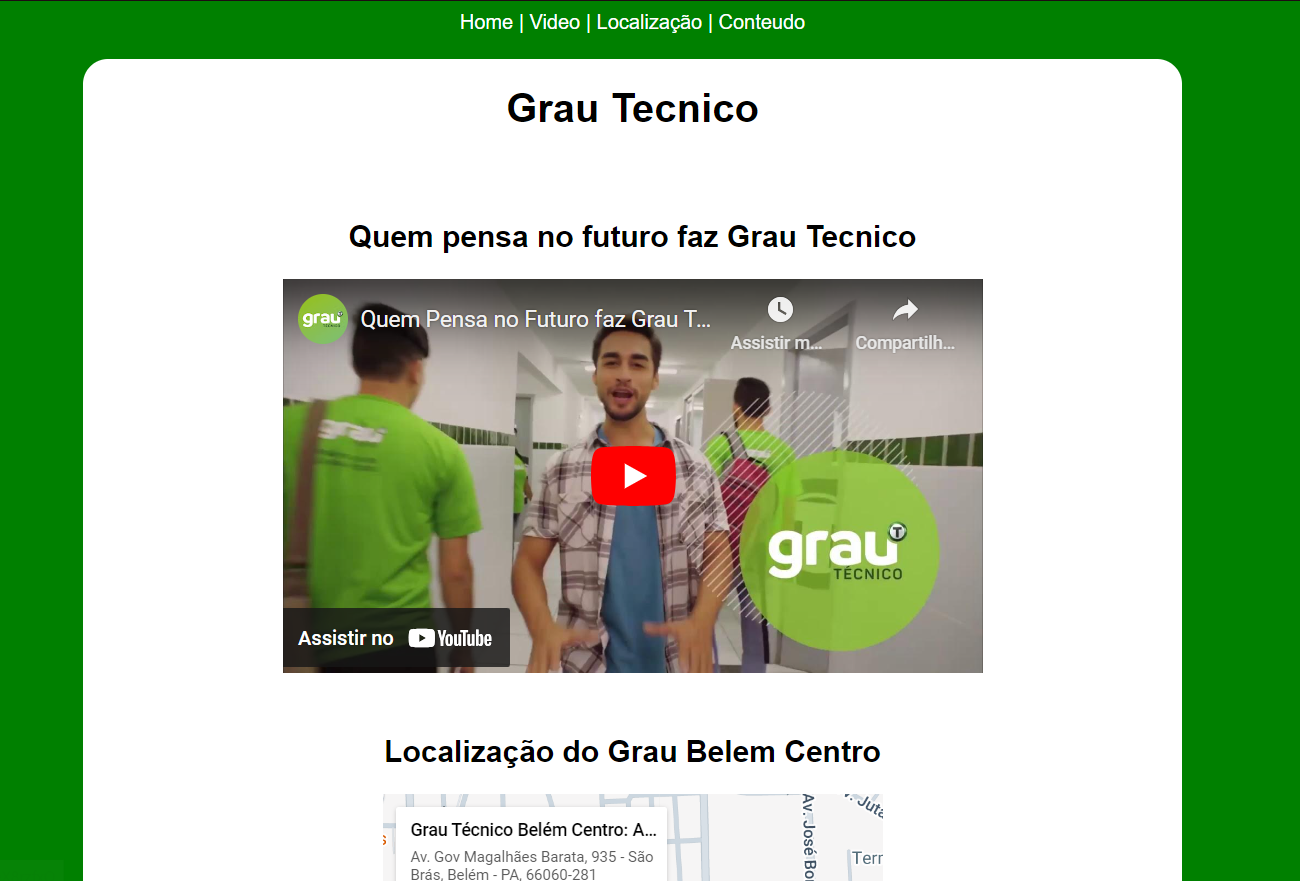 Home | Video | Localização | Conteudo
Grau Tecnico
Quem pensa no futuro faz Grau Tecnico
grau
TÉCNICO
Quem Pensa no Futuro faz Grau T...
Assistir m...
Compartilh...
grau
grau T
TÉCNICO
Assistir no YouTube
Localização do Grau Belem Centro
Grau Técnico Belém Centro: A...
Av. Gov Magalhães Barata, 935 - São
Brás, Belém - PA, 66060-281
Av. José Bo
Terr